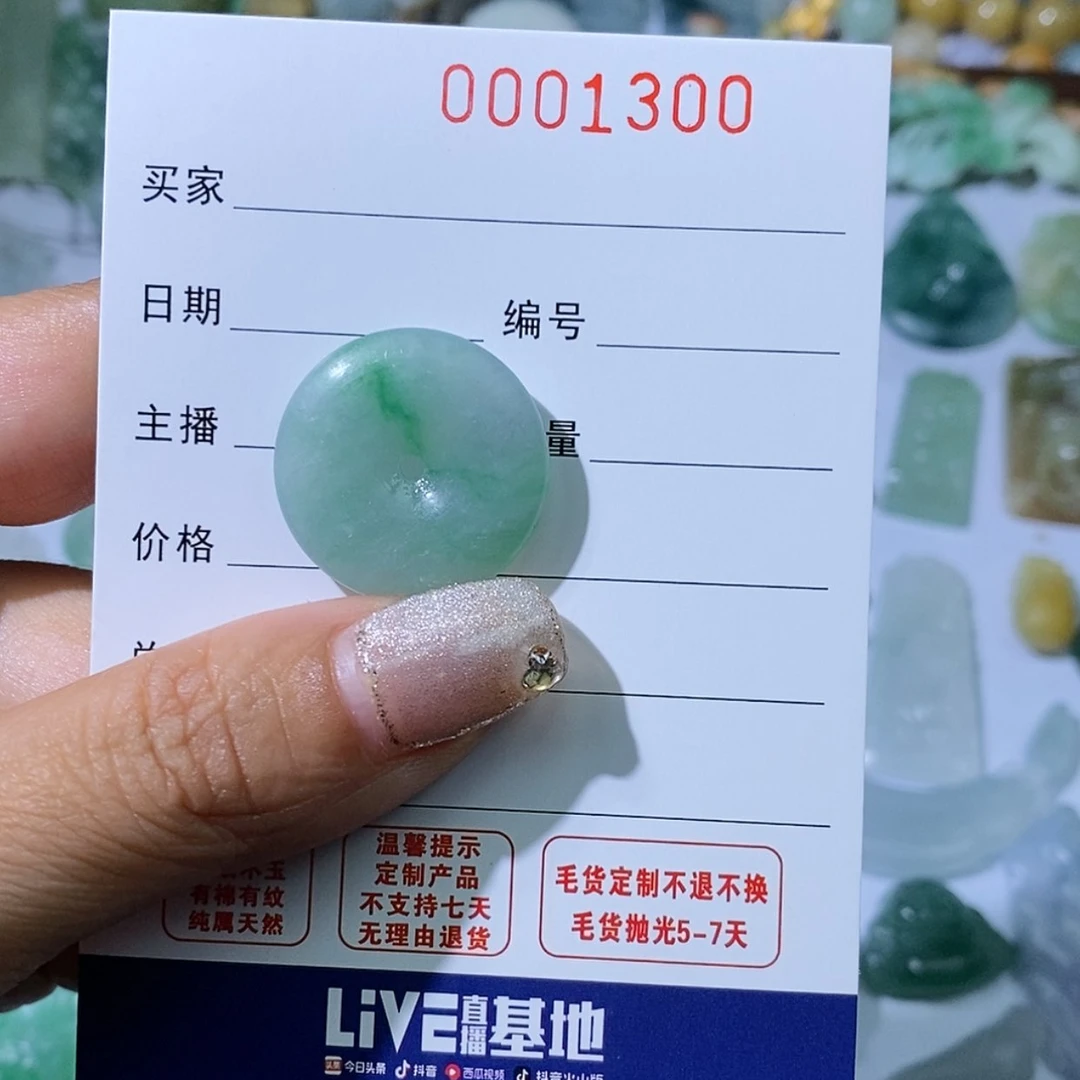 0001300
买家
日期 编号
主播 量
价格
有棉有纹
纯属天然
温馨提示
定制产品
不支持七天
无理由退货
毛货定制不退不换
毛货抛光5-7天
LiVE直播基地
头条 今日头条 抖音 西瓜视频 抖音火山版